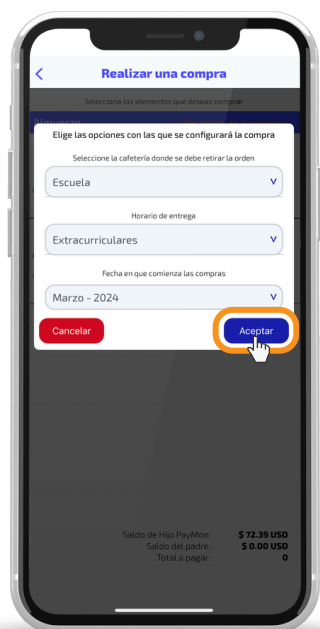 Realizar una compra
Selecciona los elementos que deseas comprar
Almuerzo
Elige las opciones con las que se configurará la compra
Seleccione la cafetería donde se debe retirar la orden
Escuela
Horario de entrega
Extracurriculares
Fecha en que comienza las compras
Marzo - 2024
Cancelar
Aceptar
Saldo de Hijo PayMon: $ 72.39 USD
Saldo del padre: $ 0.00 USD
Total a pagar: 0